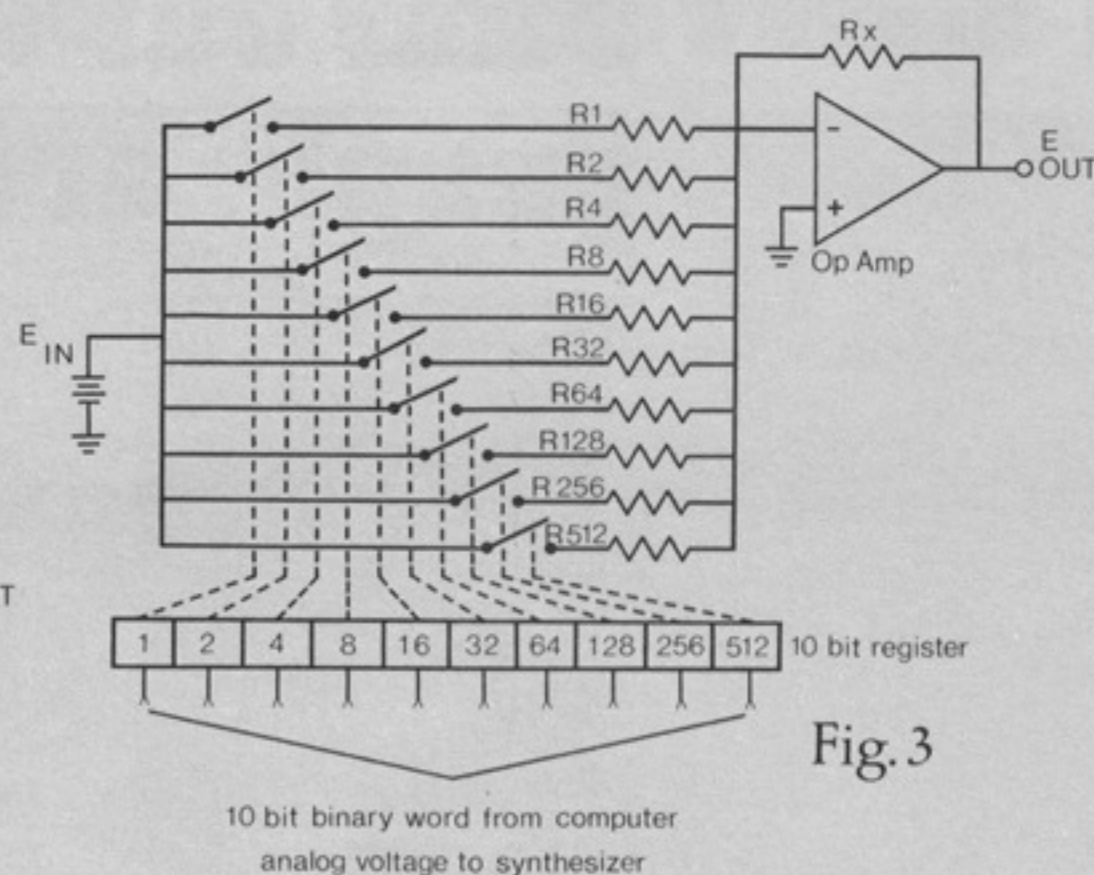 Rx
R1
-
E
OUT
R2
+
R4
Op Amp
R8
R16
E
IN
R32
R64
R128
R 256
R512
T
1 2 4 8 16 32 64 128 256 512 10 bit register
Fig. 3
10 bit binary word from computer
analog voltage to synthesizer